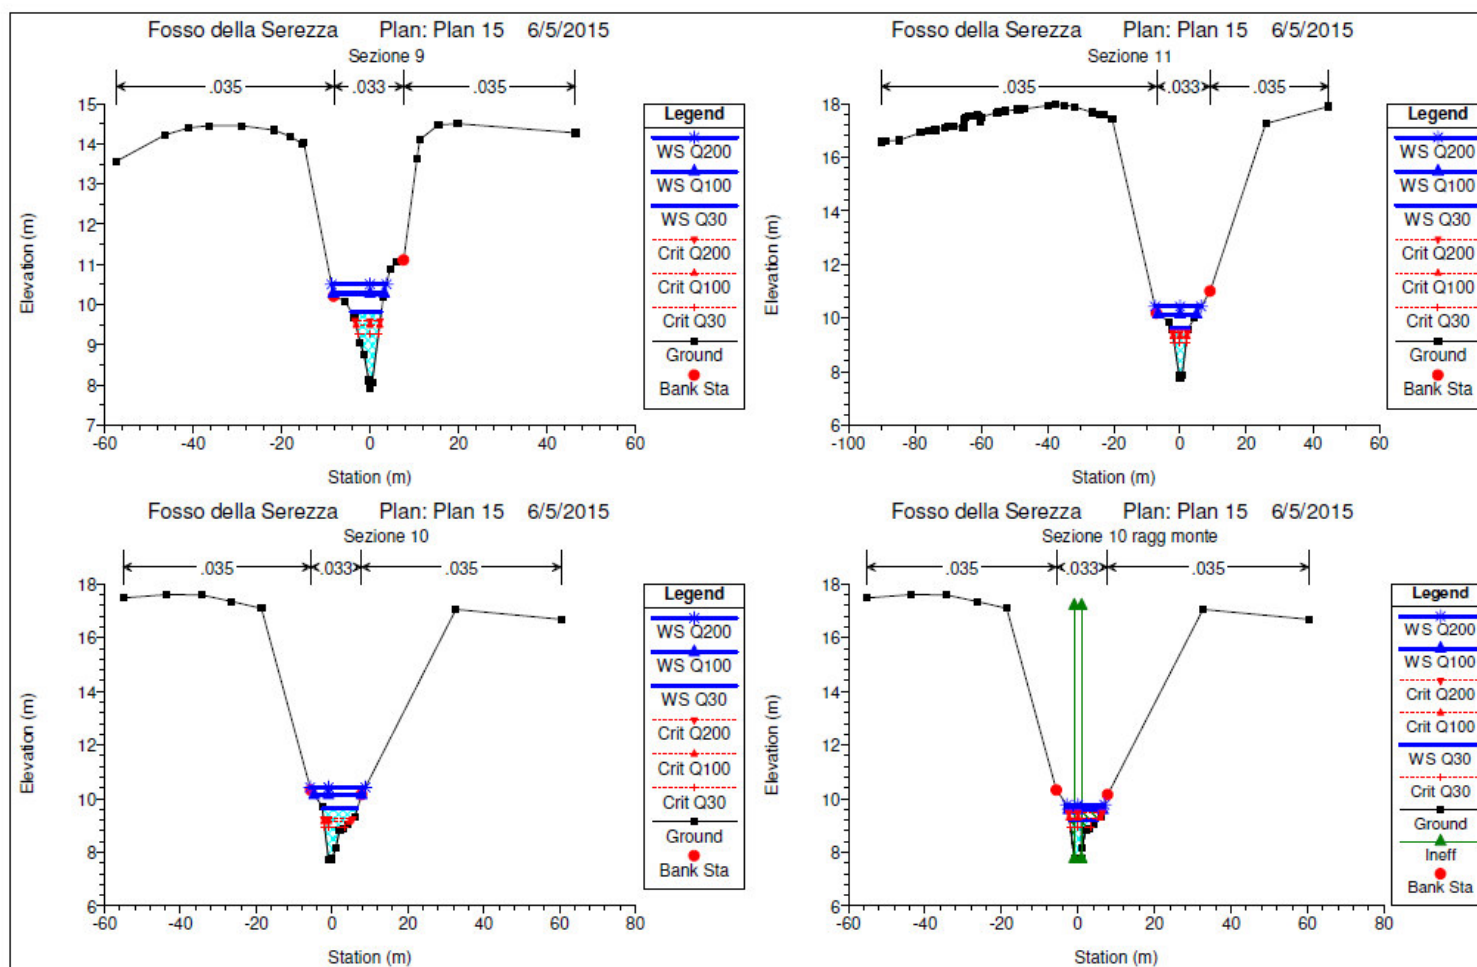 Fosso della Serezza Plan: Plan 15 6/5/2015
Sezione 9
.035 .033 .035
15
14
13
12
11
10
9
8
7
Elevation (m)
-60 -40 -20 0 20 40 60
Station (m)
Legend
WS Q200
WS Q100
WS Q30
Crit Q200
Crit Q100
Crit Q30
Ground
Bank Sta
Fosso della Serezza Plan: Plan 15 6/5/2015
Sezione 11
.035 .033 .035
18
16
14
12
10
8
6
Elevation (m)
-100 -80 -60 -40 -20 0 20 40 60
Station (m)
Legend
WS Q200
WS Q100
WS Q30
Crit Q200
Crit Q100
Crit Q30
Ground
Bank Sta
Fosso della Serezza Plan: Plan 15 6/5/2015
Sezione 10
.035 .033 .035
18
16
14
12
10
8
6
Elevation (m)
-60 -40 -20 0 20 40 60 80
Station (m)
Legend
WS Q200
WS Q100
WS Q30
Crit Q200
Crit Q100
Crit Q30
Ground
Bank Sta
Fosso della Serezza Plan: Plan 15 6/5/2015
Sezione 10 ragg monte
.035 .033 .035
18
16
14
12
10
8
6
Elevation (m)
-60 -40 -20 0 20 40 60 80
Station (m)
Legend
WS Q200
WS Q100
Crit Q200
Crit Q100
WS Q30
Crit Q30
Ground
Ineff
Bank Sta